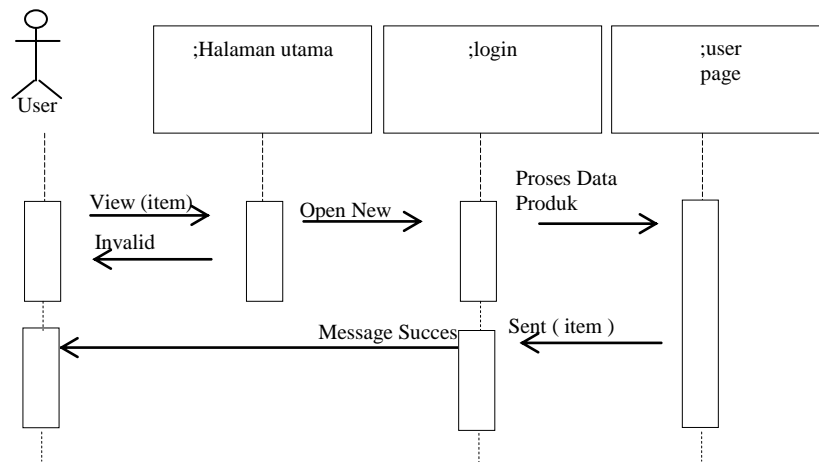 ;Halaman utama
;login
;user
page
User
View (item)
Open New
Proses Data
Produk
Invalid
Message Succes
Sent ( item )